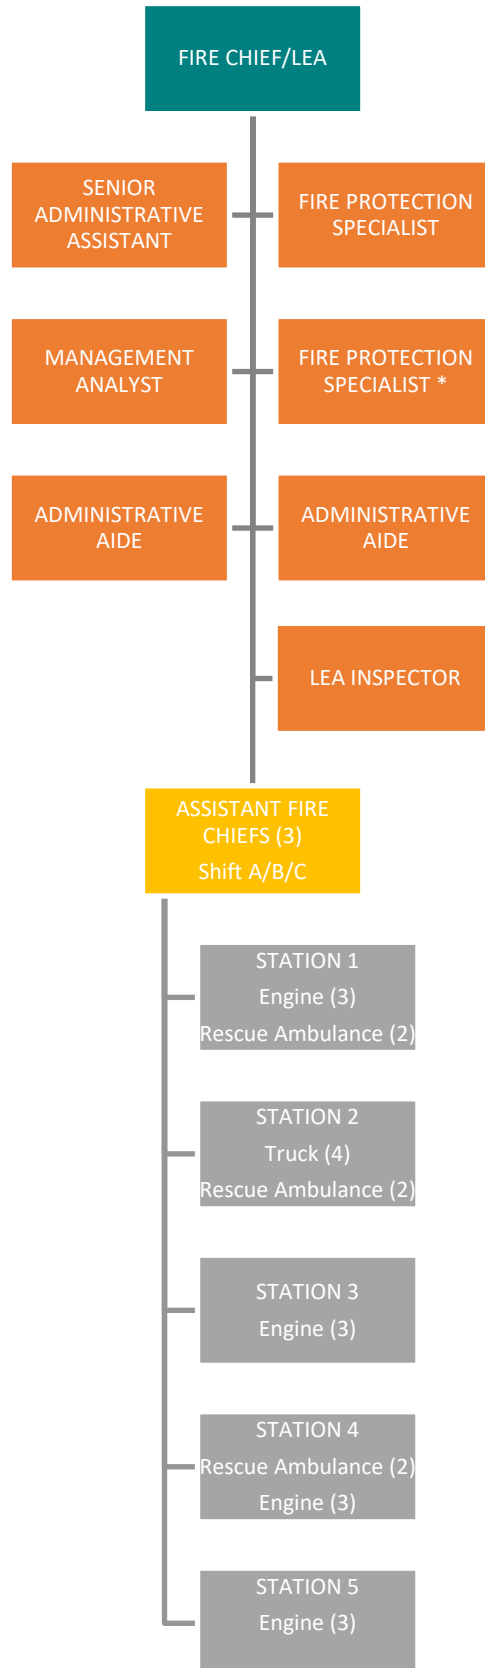 FIRE CHIEF/LEA
SENIOR
ADMINISTRATIVE
ASSISTANT
FIRE PROTECTION
SPECIALIST
MANAGEMENT
ANALYST
FIRE PROTECTION
SPECIALIST *
ADMINISTRATIVE
AIDE
ADMINISTRATIVE
AIDE
LEA INSPECTOR
ASSISTANT FIRE
CHIEFS (3)
Shift A/B/C
STATION 1
Engine (3)
Rescue Ambulance (2)
STATION 2
Truck (4)
Rescue Ambulance (2)
STATION 3
Engine (3)
STATION 4
Rescue Ambulance (2)
Engine (3)
STATION 5
Engine (3)